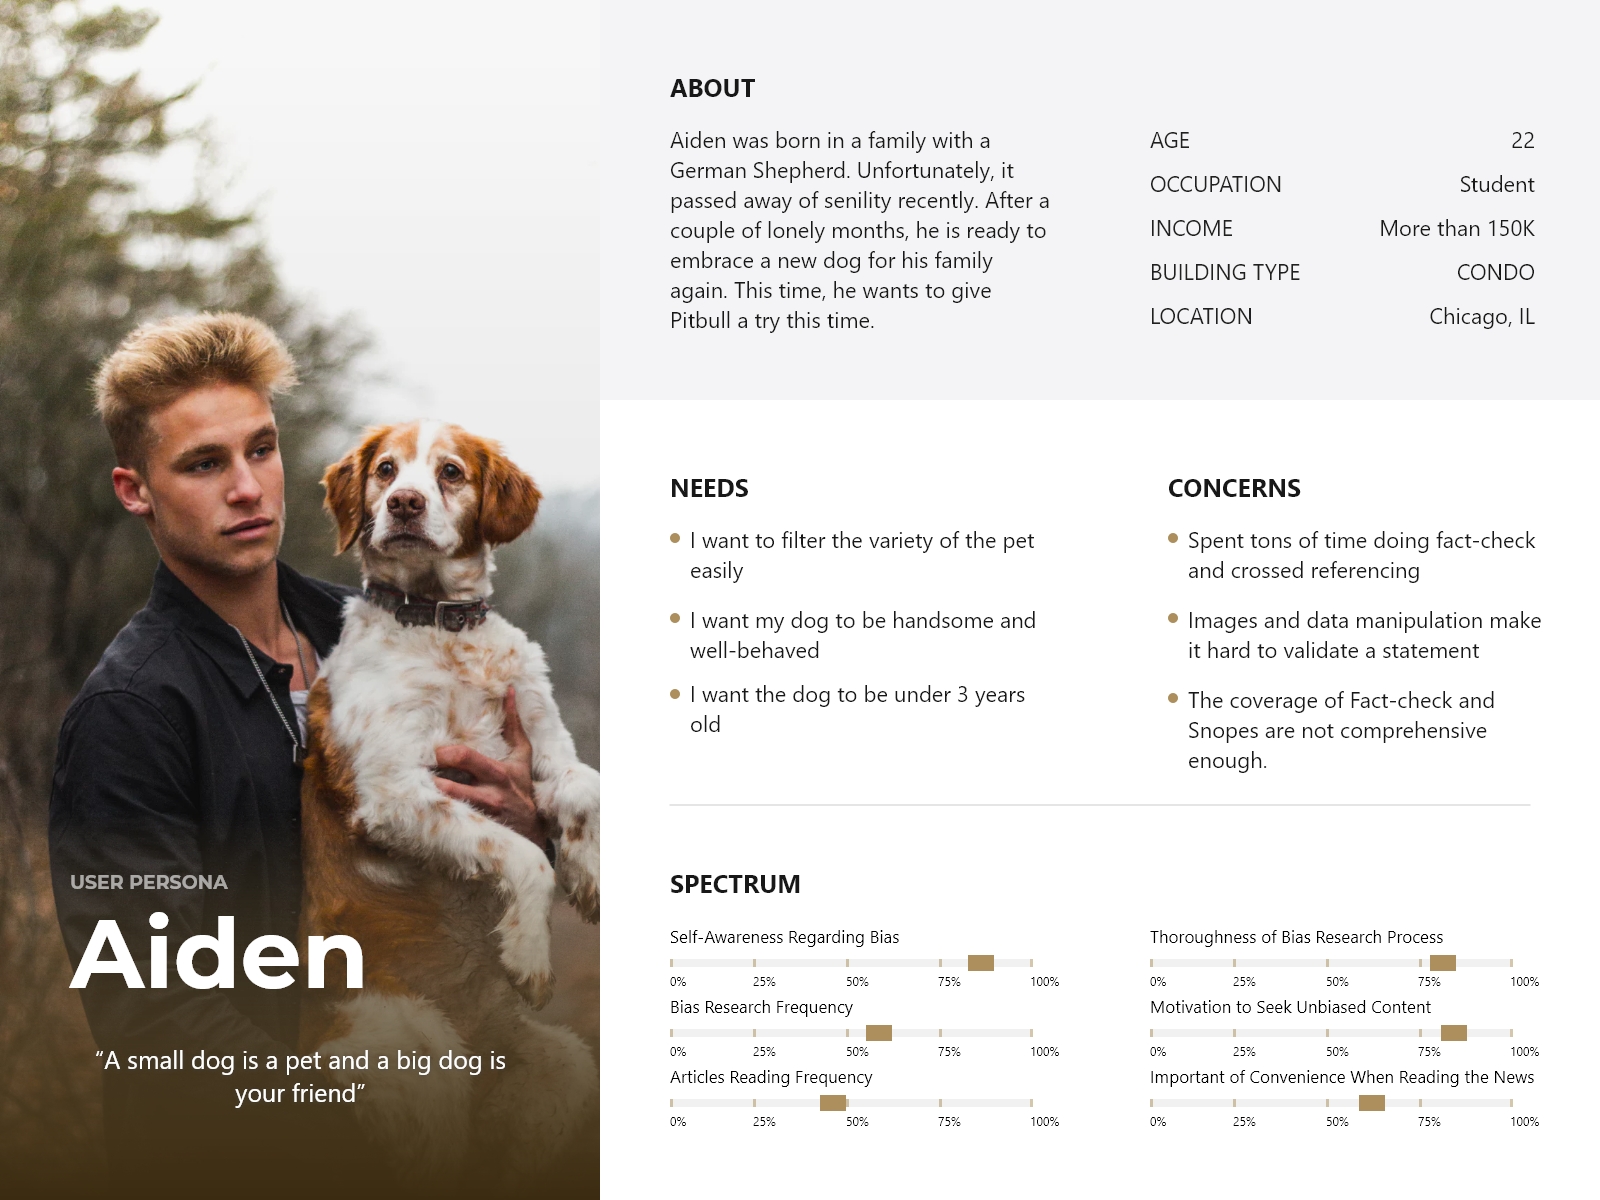 ABOUT
Aiden was born in a family with a
German Shepherd. Unfortunately, it
passed away of senility recently. After a
couple of lonely months, he is ready to
embrace a new dog for his family
again. This time, he wants to give
Pitbull a try this time.
AGE 22
OCCUPATION Student
INCOME More than 150K
BUILDING TYPE CONDO
LOCATION Chicago, IL
NEEDS
I want to filter the variety of the pet
easily
I want my dog to be handsome and
well-behaved
I want the dog to be under 3 years
old
CONCERNS
Spent tons of time doing fact-check
and crossed referencing
Images and data manipulation make
it hard to validate a statement
The coverage of Fact-check and
Snopes are not comprehensive
enough.
USER PERSONA
Aiden
“A small dog is a pet and a big dog is
your friend”
SPECTRUM
Self-Awareness Regarding Bias
0% 25% 50% 75% 100%
Bias Research Frequency
0% 25% 50% 75% 100%
Articles Reading Frequency
0% 25% 50% 75% 100%
Thoroughness of Bias Research Process
0% 25% 50% 75% 100%
Motivation to Seek Unbiased Content
0% 25% 50% 75% 100%
Important of Convenience When Reading the News
0% 25% 50% 75% 100%